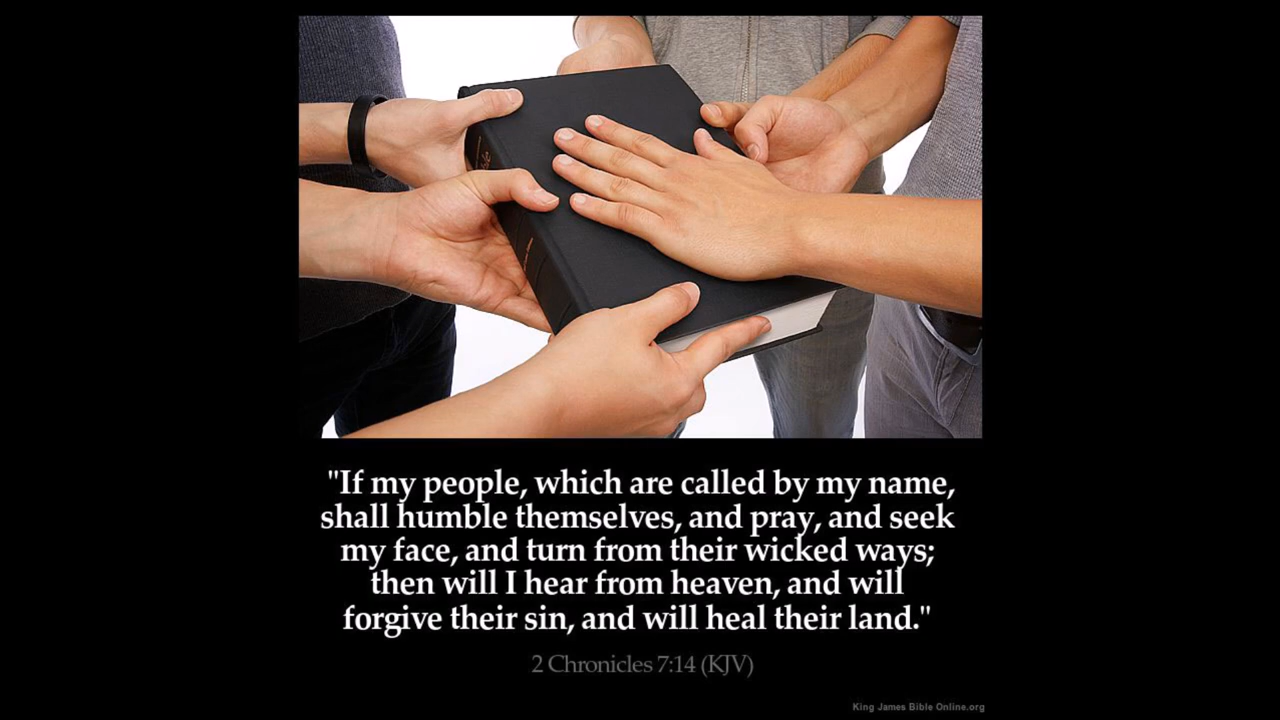 "If my people, which are called by my name,
shall humble themselves, and pray, and seek
my face, and turn from their wicked ways;
then will I hear from heaven, and will
forgive their sin, and will heal their land."
2 Chronicles 7:14 (KJV)
King James Bible Online.org